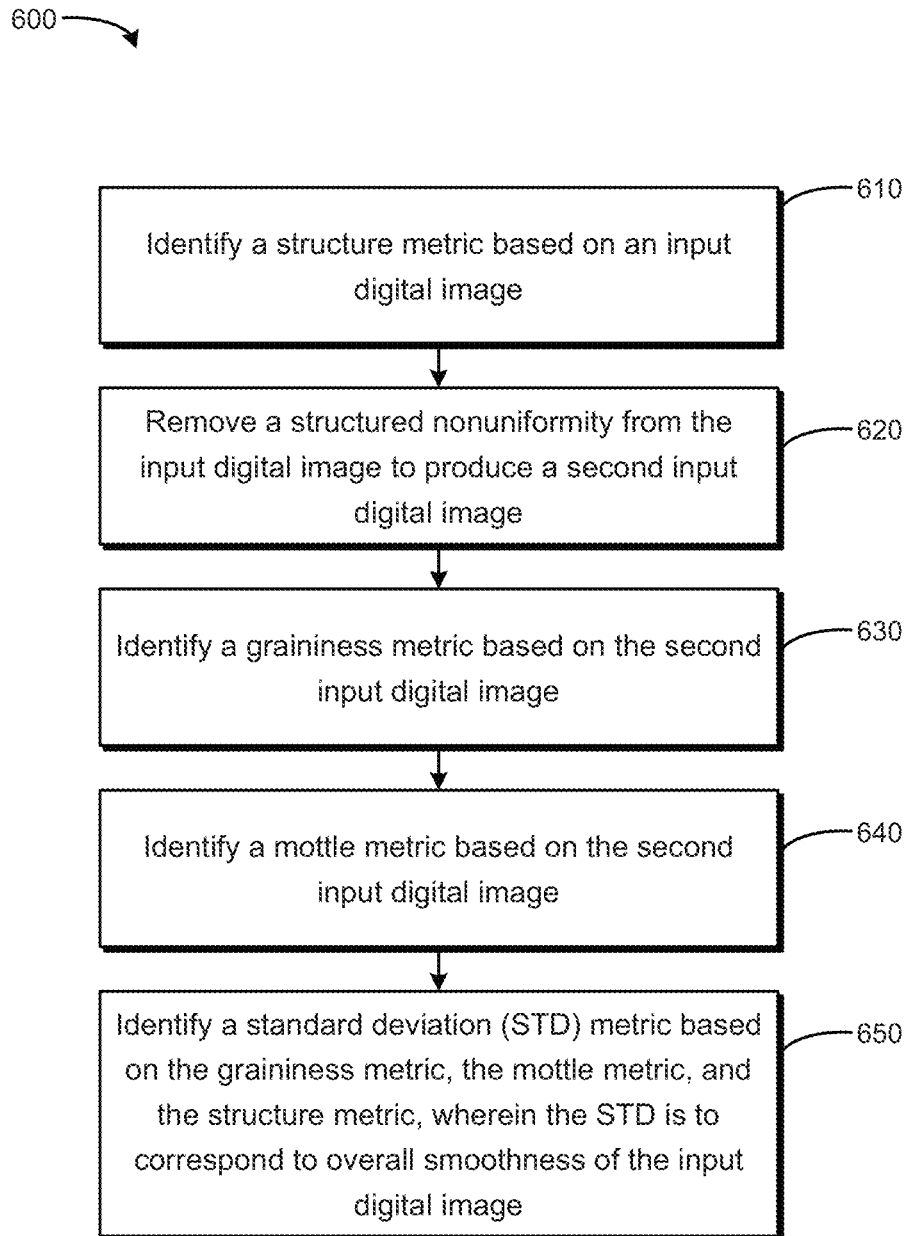 600
610
Identify a structure metric based on an input
digital image
Remove a structured nonuniformity from the
620
input digital image to produce a second input
digital image
630
Identify a graininess metric based on the second
input digital image
640
Identify a mottle metric based on the second
input digital image
Identify a standard deviation (STD) metric based
650
on the graininess metric, the mottle metric, and
the structure metric, wherein the STD is to
correspond to overall smoothness of the input
digital image